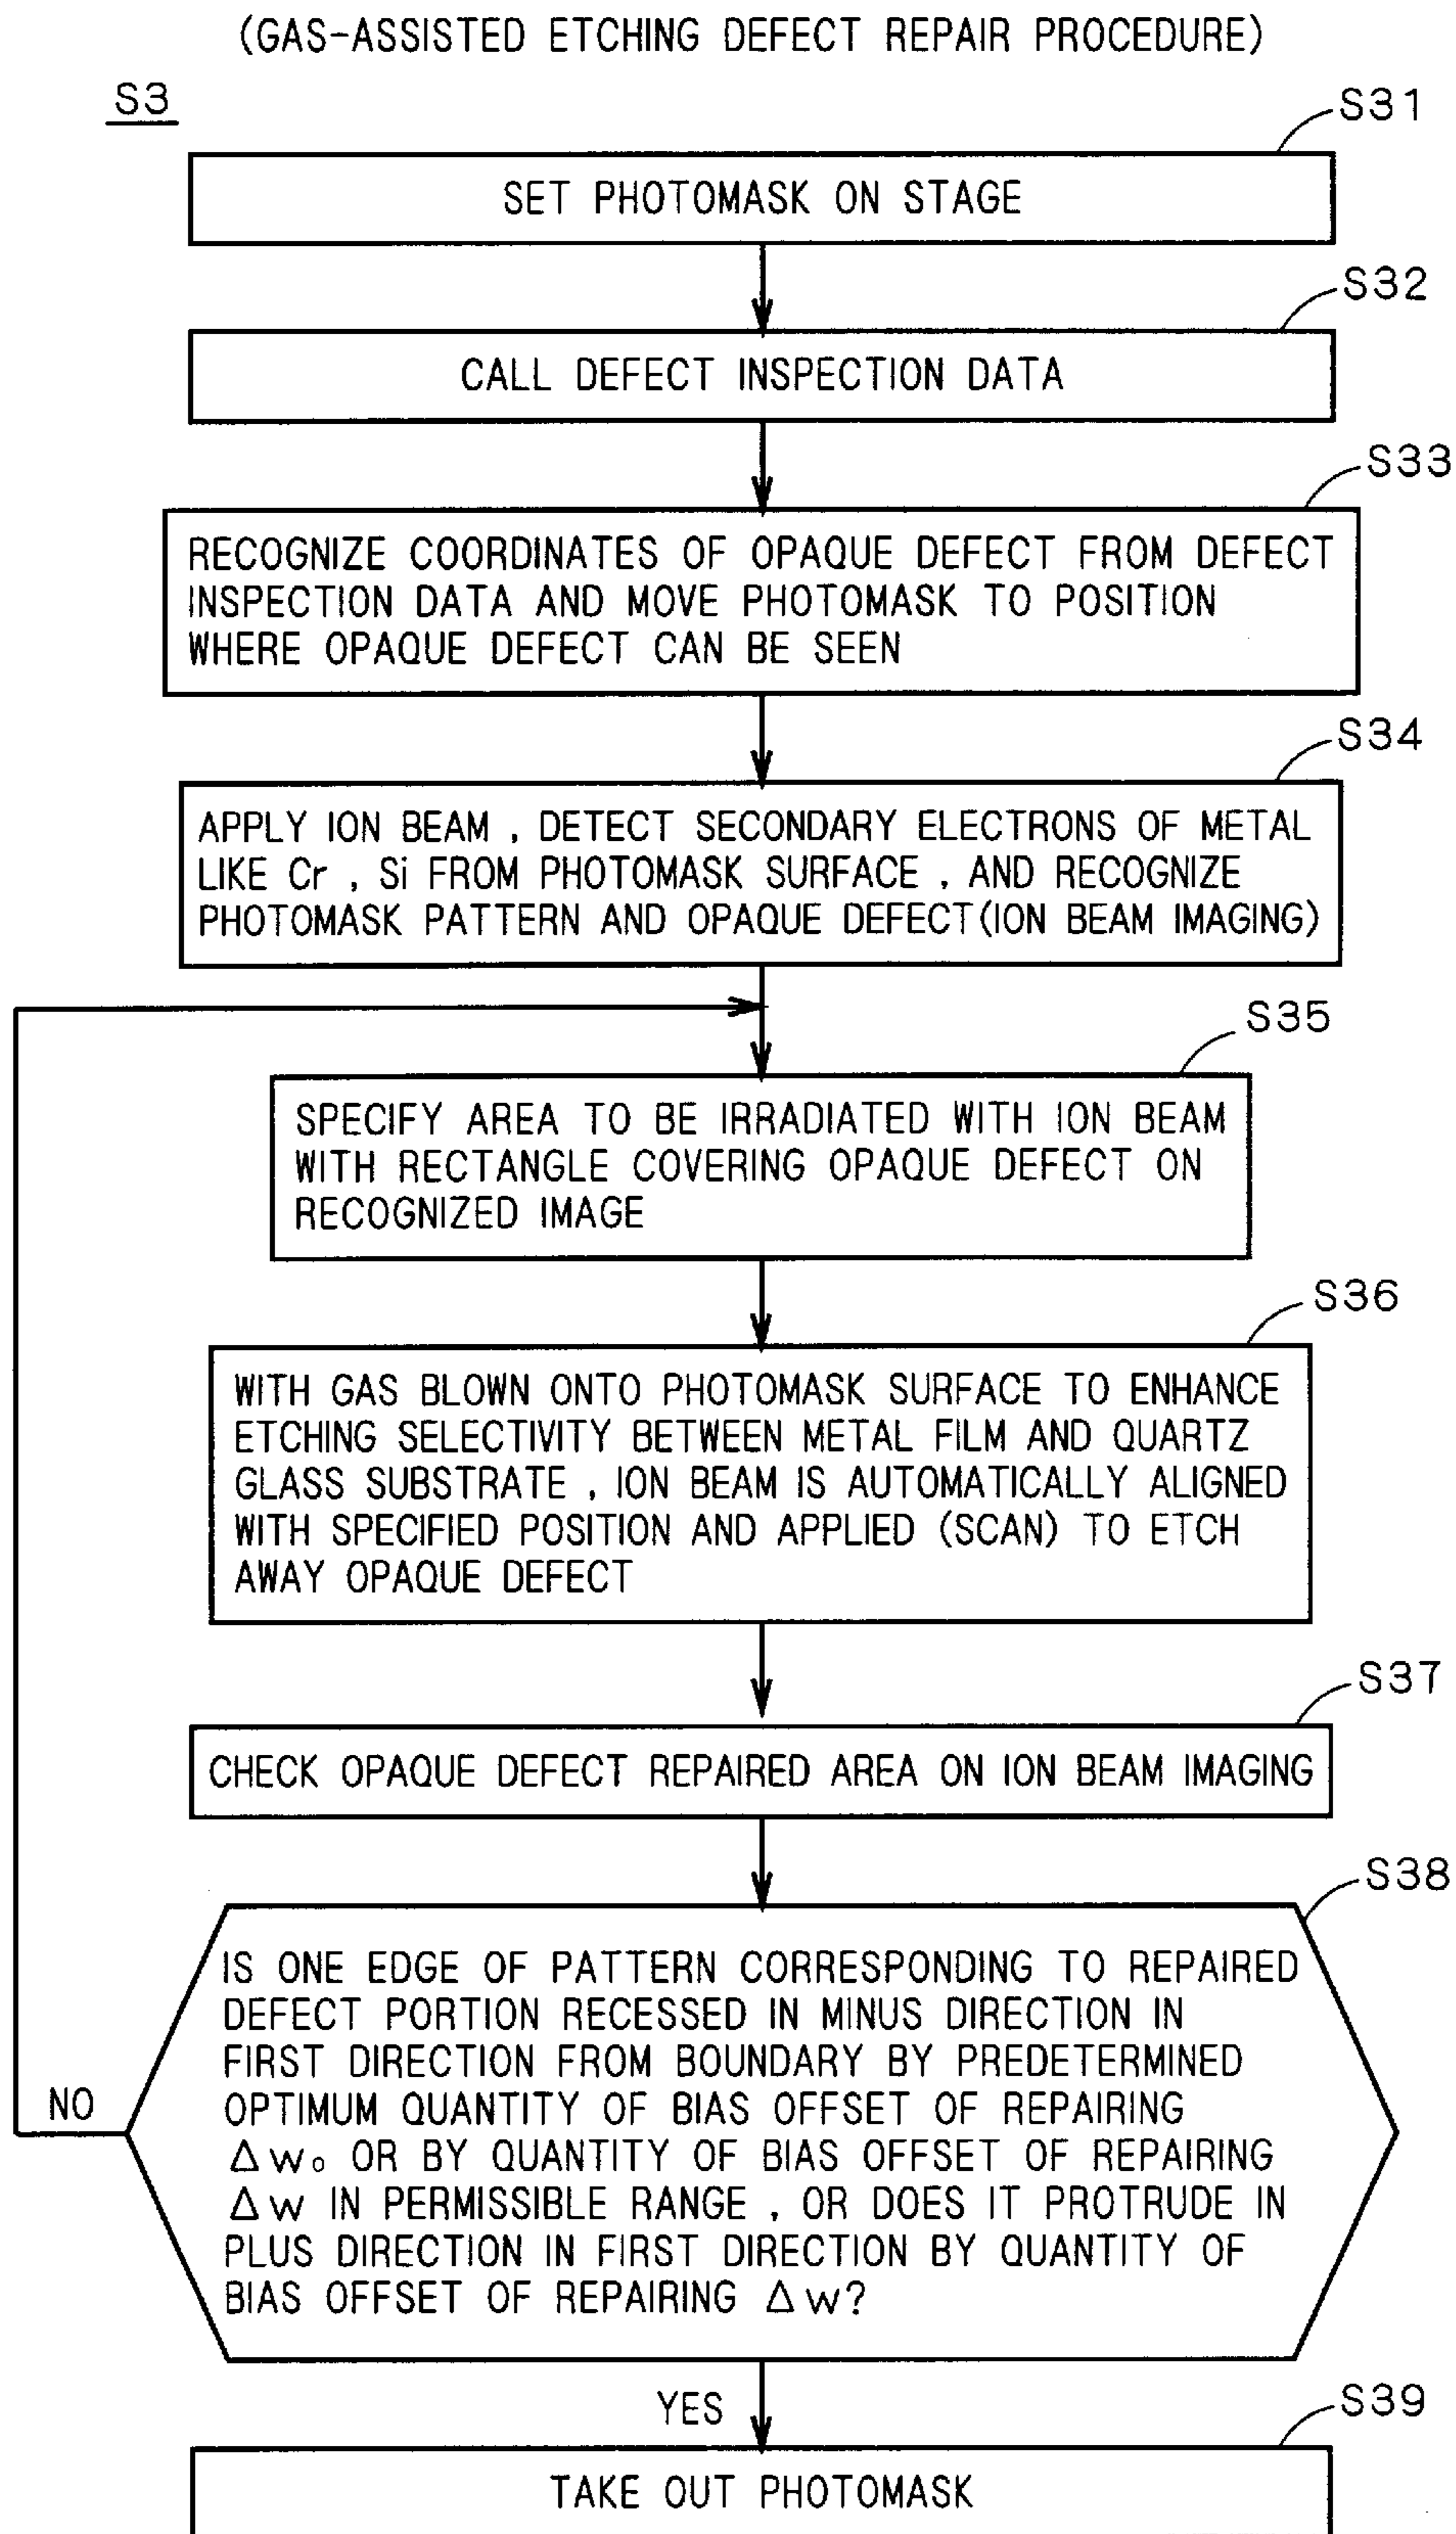 (GAS-ASSISTED ETCHING DEFECT REPAIR PROCEDURE)
S3
S31
SET PHOTOMASK ON STAGE
S32
CALL DEFECT INSPECTION DATA
S33
RECOGNIZE COORDINATES OF OPAQUE DEFECT FROM DEFECT
INSPECTION DATA AND MOVE PHOTOMASK TO POSITION
WHERE OPAQUE DEFECT CAN BE SEEN
S34
APPLY ION BEAM , DETECT SECONDARY ELECTRONS OF METAL
LIKE Cr , Si FROM PHOTOMASK SURFACE , AND RECOGNIZE
PHOTOMASK PATTERN AND OPAQUE DEFECT(ION BEAM IMAGING)
S35
SPECIFY AREA TO BE IRRADIATED WITH ION BEAM
WITH RECTANGLE COVERING OPAQUE DEFECT ON
RECOGNIZED IMAGE
S36
WITH GAS BLOWN ONTO PHOTOMASK SURFACE TO ENHANCE
ETCHING SELECTIVITY BETWEEN METAL FILM AND QUARTZ
GLASS SUBSTRATE , ION BEAM IS AUTOMATICALLY ALIGNED
WITH SPECIFIED POSITION AND APPLIED (SCAN) TO ETCH
AWAY OPAQUE DEFECT
S37
CHECK OPAQUE DEFECT REPAIRED AREA ON ION BEAM IMAGING
S38
IS ONE EDGE OF PATTERN CORRESPONDING TO REPAIRED
DEFECT PORTION RECESSED IN MINUS DIRECTION IN
FIRST DIRECTION FROM BOUNDARY BY PREDETERMINED
OPTIMUM QUANTITY OF BIAS OFFSET OF REPAIRING
Δw₀ OR BY QUANTITY OF BIAS OFFSET OF REPAIRING
Δw IN PERMISSIBLE RANGE , OR DOES IT PROTRUDE IN
PLUS DIRECTION IN FIRST DIRECTION BY QUANTITY OF
BIAS OFFSET OF REPAIRING Δw?
NO
YES
S39
TAKE OUT PHOTOMASK